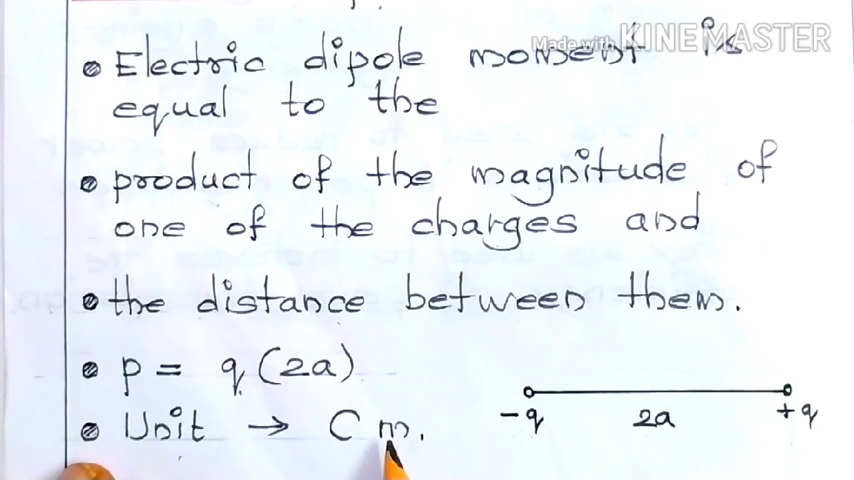 Made with KINEMASTER
• Electric dipole moment is
equal to the
• product of the magnitude of
one of the charges and
• the distance between them.
• p = q (2a)
• Unit → C m.
-q 2a +q